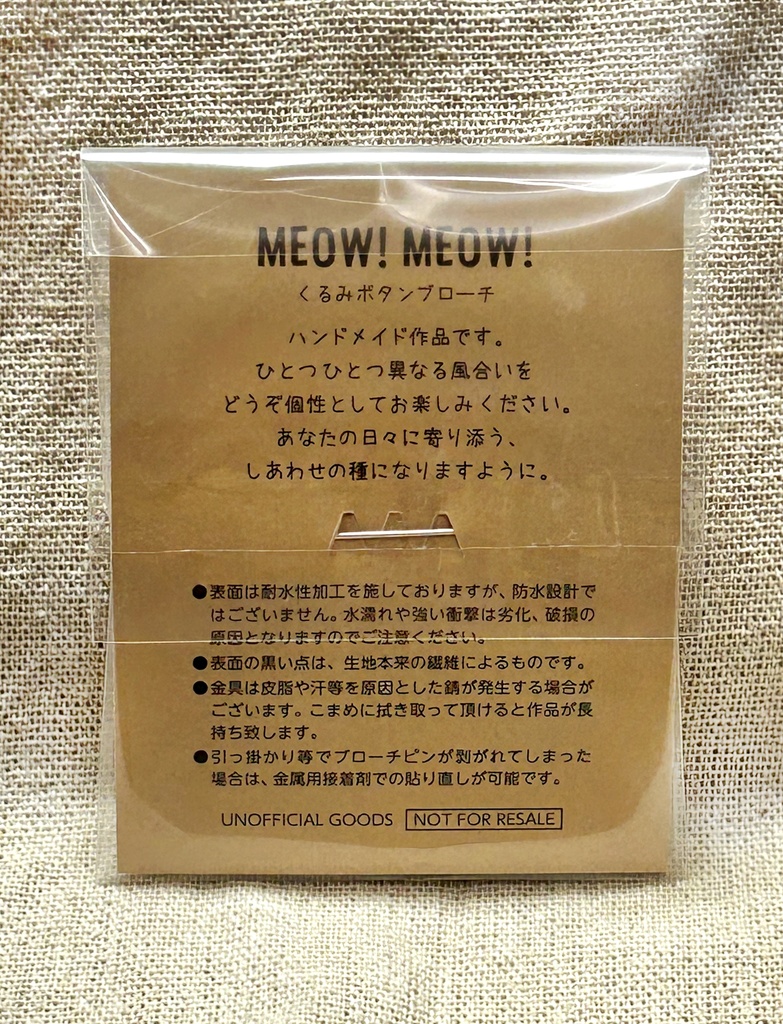 MEOW! MEOW!
くるみボタンブローチ
ハンドメイド作品です。
ひとつひとつ異なる風合いを
どうぞ個性としてお楽しみください。
あなたの日々に寄り添う、
しあわせの種になりますように。
●表面は耐水性加工を施しておりますが、防水設計で
はございません。水濡れや強い衝撃は劣化、破損の
原因となりますのでご注意ください。
●表面の黒い点は、生地本来の繊維によるものです。
●金具は皮脂や汗等を原因とした錆が発生する場合が
ございます。こまめに拭き取って頂けると作品が長
持ち致します。
●引っ掛かり等でブローチピンが剥がれてしまった
場合は、金属用接着剤での貼り直しが可能です。
UNOFFICIAL GOODS NOT FOR RESALE